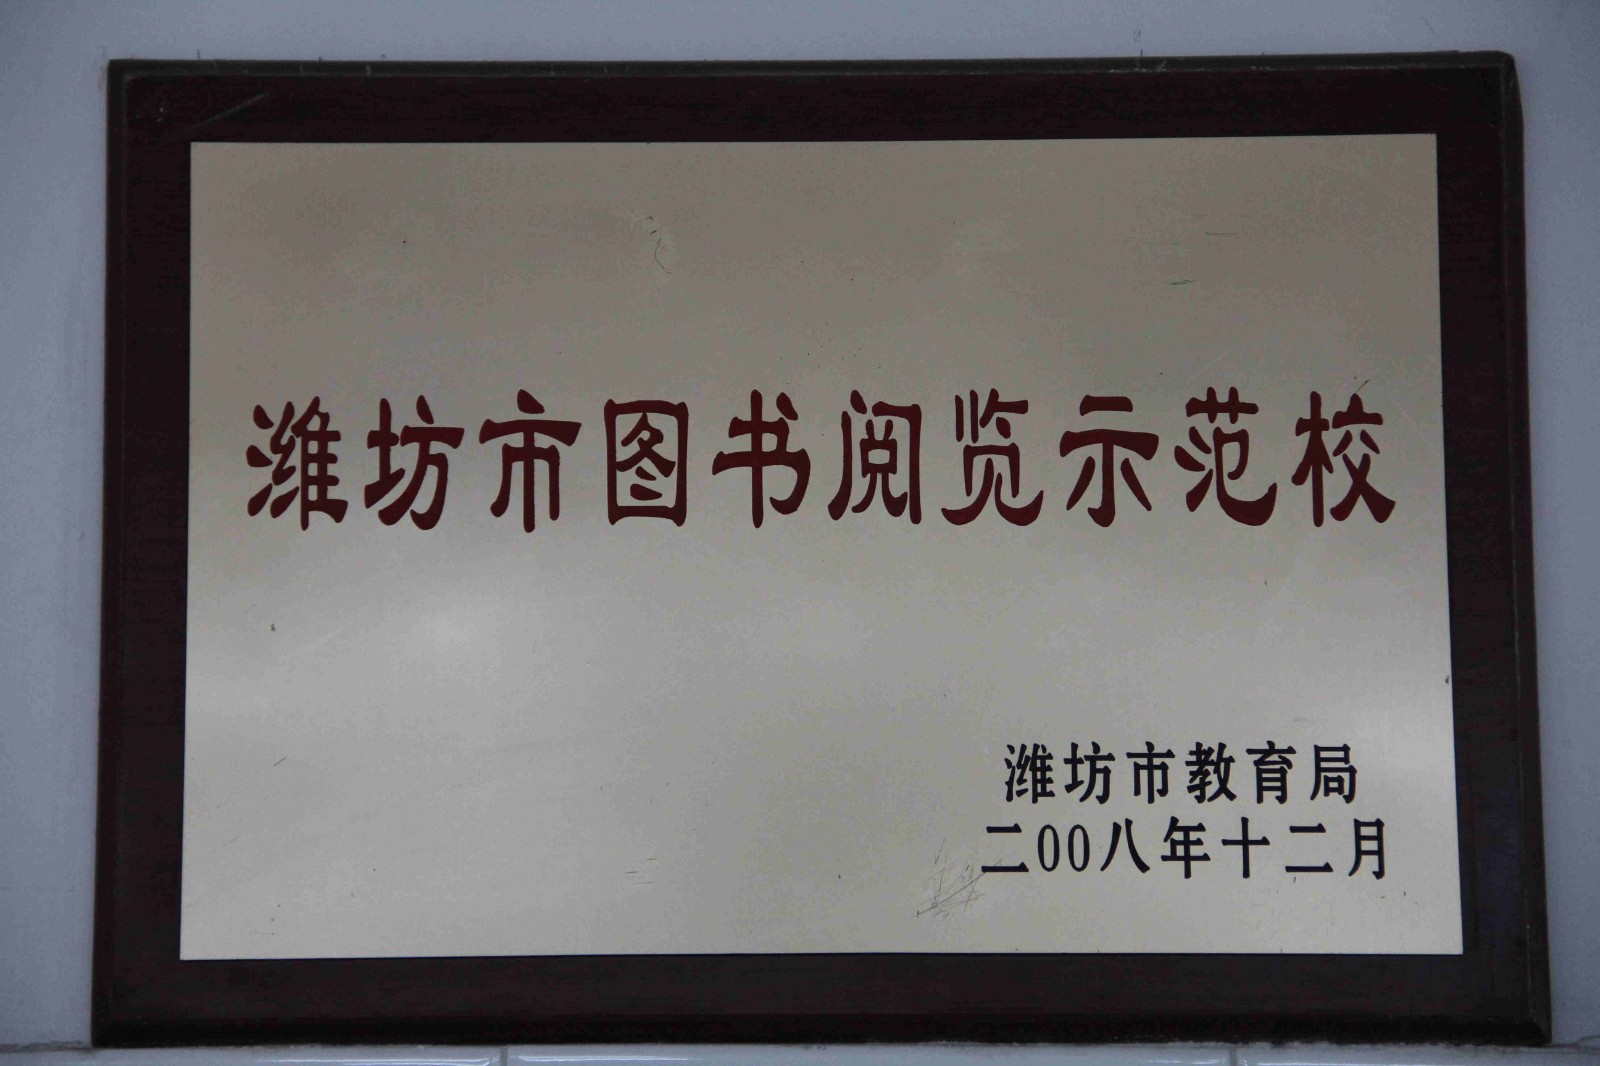 潍坊市图书阅览示范校
潍坊市教育局
二00八年十二月